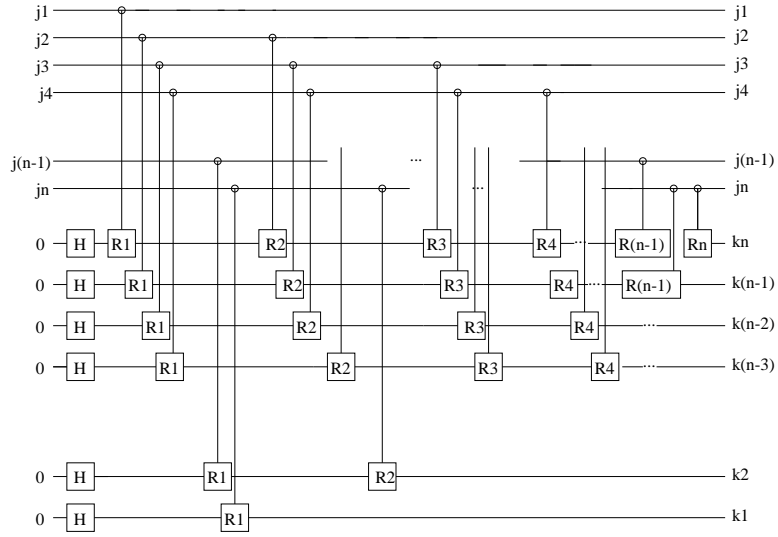 j1 j1
j2 j2
j3 j3
j4 j4
j(n-1) ... j(n-1)
jn ... jn
0 H R1 R2 R3 R4 ... R(n-1) Rn kn
0 H R1 R2 R3 R4 ... R(n-1) k(n-1)
0 H R1 R2 R3 R4 ... k(n-2)
0 H R1 R2 R3 R4 ... k(n-3)
0 H R1 R2 k2
0 H R1 k1